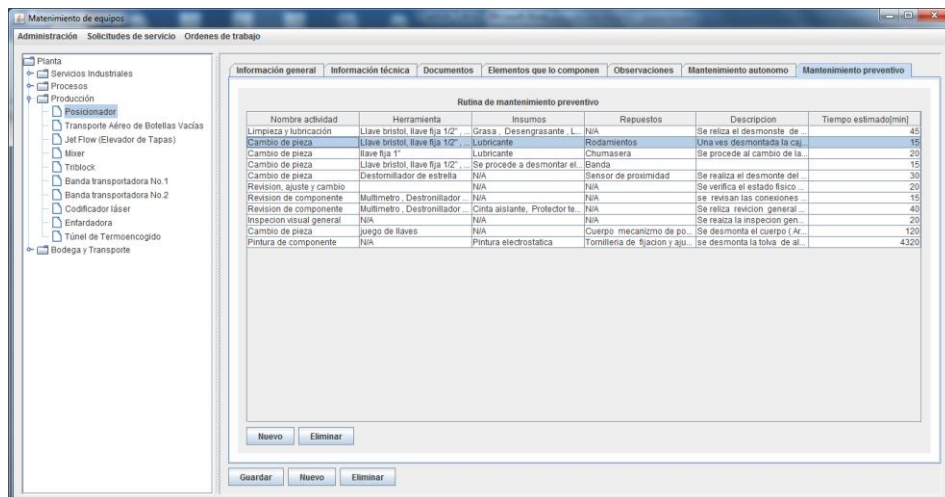 Matenimiento de equipos
Administración Solicitudes de servicio Ordenes de trabajo
Planta
Servicios Industriales
Procesos
Producción
Posicionador
Transporte Aéreo de Botellas Vacías
Jet Flow (Elevador de Tapas)
Mixer
Triblock
Banda transportadora No.1
Banda transportadora No.2
Codificador láser
Enfardadora
Túnel de Termoencogido
Bodega y Transporte
Información general Información técnica Documentos Elementos que lo componen Observaciones Mantenimiento autonomo Mantenimiento preventivo
Rutina de mantenimiento preventivo
Nombre actividad Herramienta Insumos Repuestos Descripcion Tiempo estimado[min]
Limpieza y lubricación Llave bristol, llave fija 1/2" , ... Grasa , Desengrasante , L... N/A Se reliza el desmonste de ... 45
Cambio de pieza Llave bristol, llave fija 1/2" , ... Lubricante Rodamientos Una ves desmontada la caj... 15
Cambio de pieza llave fija 1" Lubricante Chumasera Se procede al cambio de la... 20
Cambio de pieza Llave bristol, llave fija 1/2" , ... Se procede a desmontar el... Banda 15
Cambio de pieza Destornillador de estrella N/A Sensor de proximidad Se realiza el desmonte del ... 30
Revision, ajuste y cambio N/A N/A Se verifica el estado fisico ... 20
Revision de componente Multimetro , Destronillador ... N/A N/A se revisan las conexiones ... 15
Revision de componente Multimetro , Destronillador ... Cinta aislante, Protector te... N/A Se reliza revicion general ... 40
Inspecion visual general N/A N/A N/A Se reaiza la inspecion gen... 20
Cambio de pieza juego de llaves N/A Cuerpo mecanizmo de po... Se desmonta el cuerpo ( Ar... 120
Pintura de componente N/A Pintura electrostatica Tornilleria de fijacion y aju... se desmonta la tolva de al... 4320
Nuevo Eliminar
Guardar Nuevo Eliminar